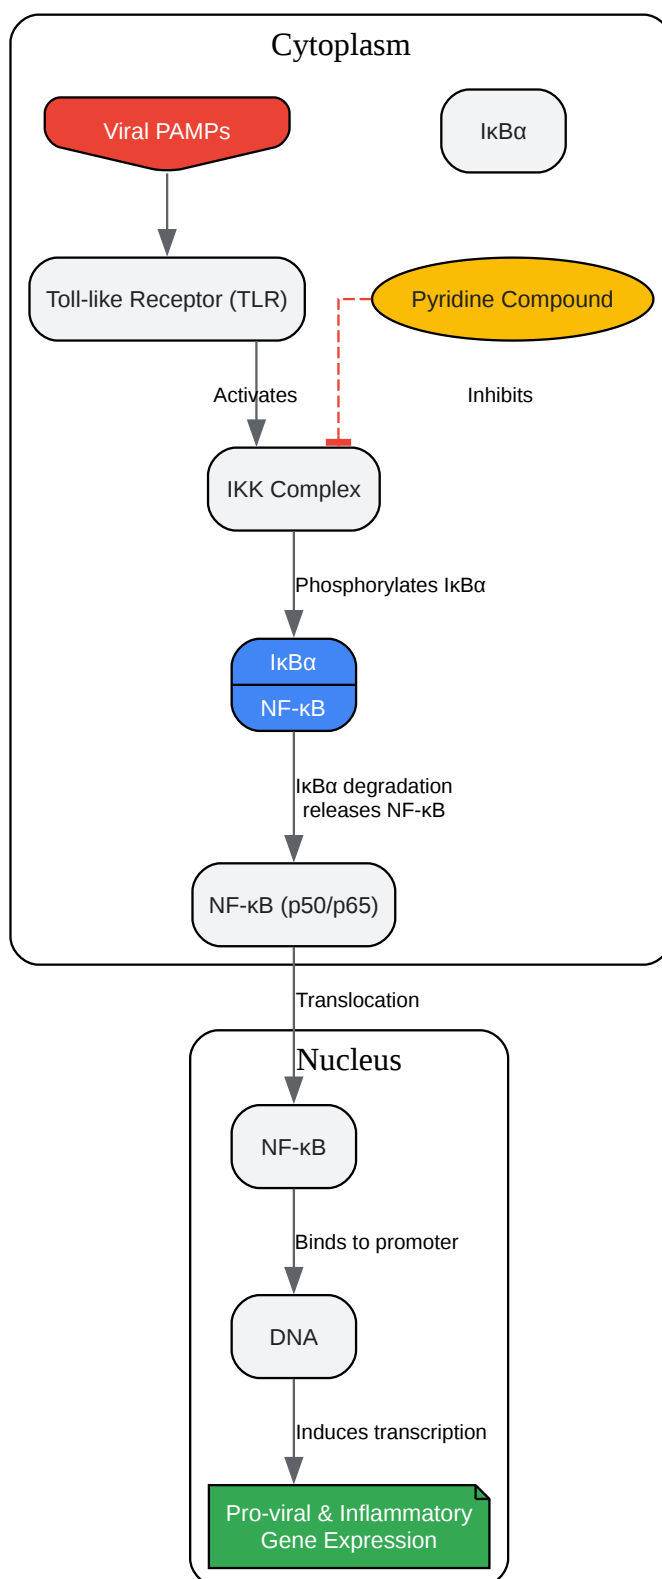 Cytoplasm
Viral PAMPs
IκBα
Toll-like Receptor (TLR)
Pyridine Compound
Activates
Inhibits
IKK Complex
Phosphorylates IκBα
IκBα
NF-κB
IκBα degradation
releases NF-κB
NF-κB (p50/p65)
Translocation
Nucleus
NF-κB
Binds to promoter
DNA
Induces transcription
Pro-viral & Inflammatory
Gene Expression